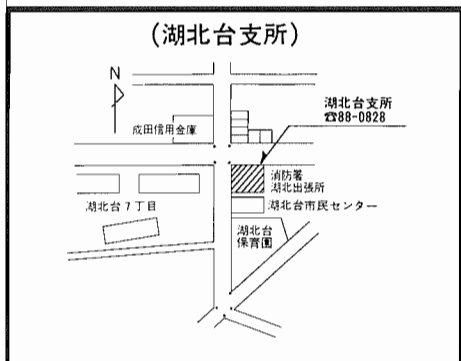 (湖北台支所)
N
湖北台支所
☎88-0828
成田信用金庫
消防署
湖北出張所
湖北台市民センター
湖北台7丁目
湖北台
保育園